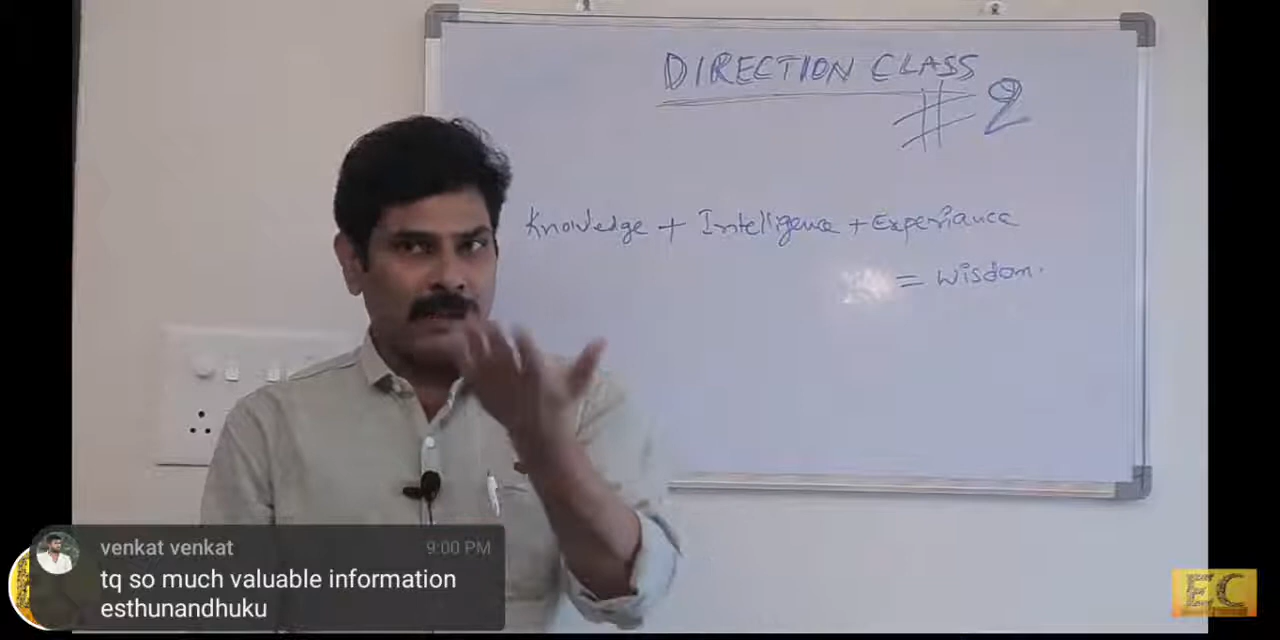 DIRECTION CLASS
# 2
Knowledge + Intelligence + Experiance
= wisdom.
venkat venkat 9:00 PM
tq so much valuable information
esthunandhuku
EC